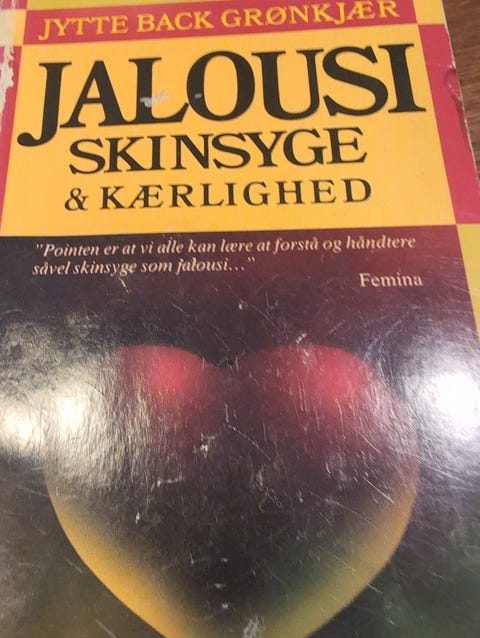 JYTTE BACK GRØNKJÆR
JALOUSI
SKINSYGE
& KÆRLIGHED
"Pointen er at vi alle kan lære at forstå og håndtere
såvel skinsyge som jalousi..."
Femina